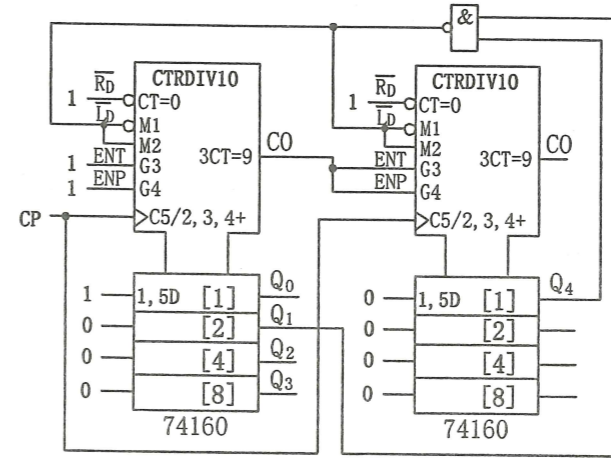 &
CTRDIV10
1 R̅D̅ CT=0
L̅D̅ M1
M2
1 ENT G3
3CT=9 CO
1 ENP G4
CP C5/2,3,4+
1 1,5D [1] Q₀
0 [2] Q₁
0 [4] Q₂
0 [8] Q₃
74160
CTRDIV10
1 R̅D̅ CT=0
L̅D̅ M1
M2
ENT G3
3CT=9 CO
ENP G4
C5/2,3,4+
0 1,5D [1] Q₄
0 [2]
0 [4]
0 [8]
74160